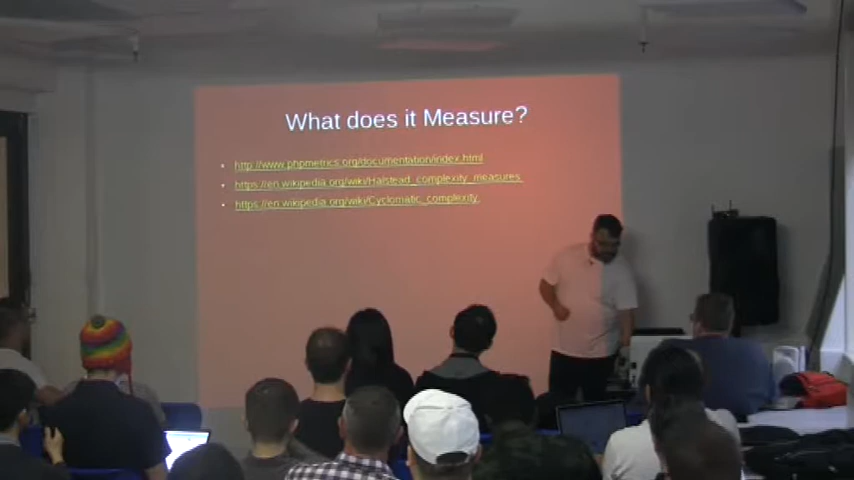 What does it Measure?
http://www.phpmetrics.org/documentation/index.html
https://en.wikipedia.org/wiki/Halstead_complexity_measures
https://en.wikipedia.org/wiki/Cyclomatic_complexity